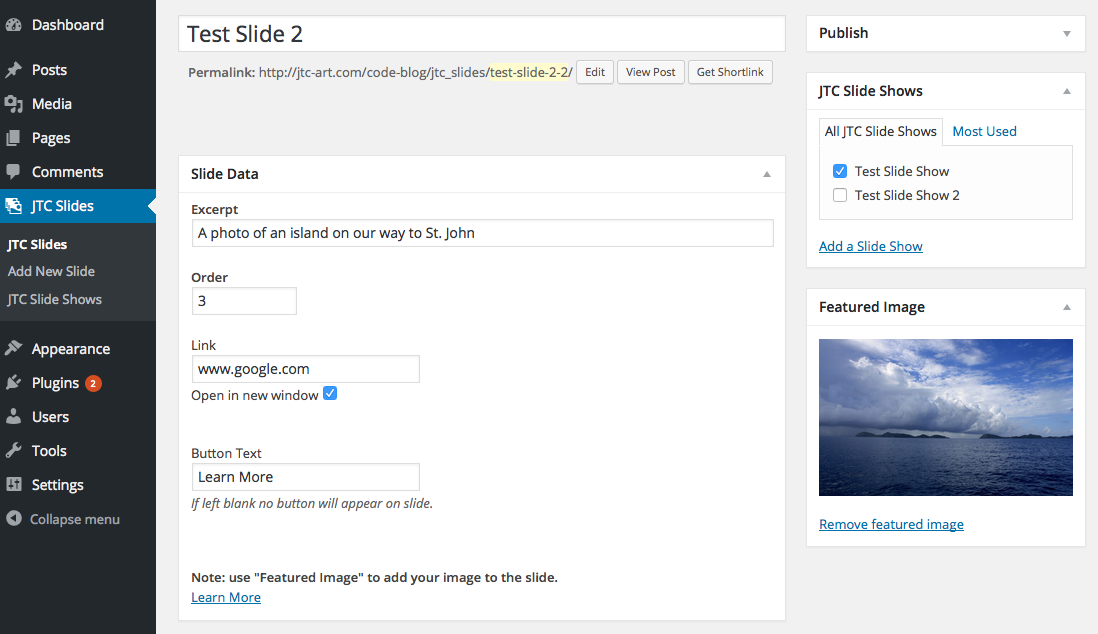 Dashboard
Posts
Media
Pages
Comments
JTC Slides
JTC Slides
Add New Slide
JTC Slide Shows
Appearance
Plugins 2
Users
Tools
Settings
Collapse menu
Test Slide 2
Permalink: http://jtc-art.com/code-blog/jtc_slides/test-slide-2-2/ Edit View Post Get Shortlink
Slide Data
Excerpt
A photo of an island on our way to St. John
Order
3
Link
www.google.com
Open in new window
Button Text
Learn More
If left blank no button will appear on slide.
Note: use "Featured Image" to add your image to the slide.
Learn More
Publish
JTC Slide Shows
All JTC Slide Shows Most Used
Test Slide Show
Test Slide Show 2
Add a Slide Show
Featured Image
Remove featured image